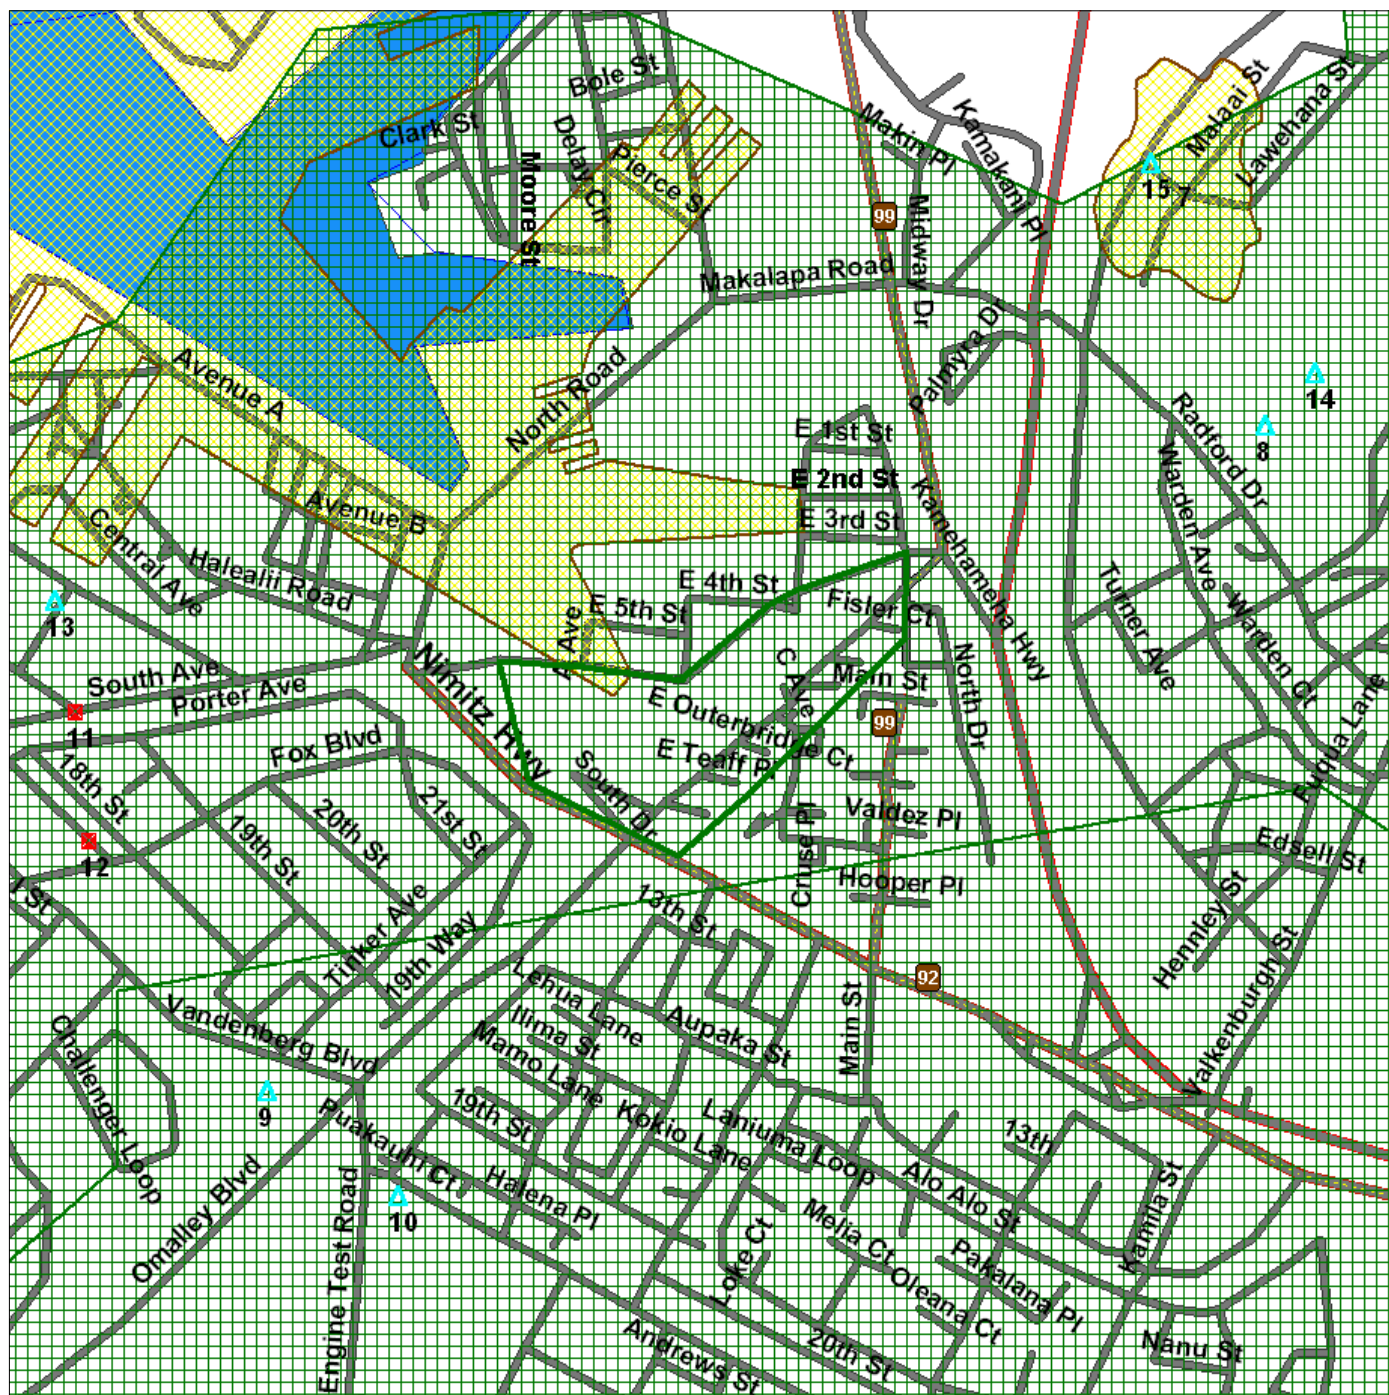 Bole St
Clark St
Delay Cir
Moore St
Pierce St
Makin Pl
Kamakani Pl
Malaai St
Lawehana St
15
7
99
Midway Dr
Makalapa Road
Palmyra Dr
14
8
Avenue A
North Road
Radford Dr
E 1st St
E 2nd St
E 3rd St
Kamehameha Hwy
Warden Ave
Avenue B
Central Ave
Halealii Road
E 4th St
E 5th St
Fisler Ct
Turner Ave
Warden Ct
13
Ave
South Ave
Porter Ave
Nimitz Hwy
C Ave
Main St
North Dr
E Outerbridge Ct
99
11
Fox Blvd
E Teaff Pl
Fuqua Lane
18th St
South Dr
20th St
21st St
19th St
Cruse Pl
Valdez Pl
Edsell St
12
Hooper Pl
13th St
Hennley St
Tinker Ave
19th Way
Valkenburgh St
92
Lehua Lane
Ilima St
Mamo Lane
Aupaka St
Main St
Vandenberg Blvd
Challenger Loop
9
Puakauhi Ct
19th St
Kokio Lane
Laniuma Loop
13th
Alo Alo St
Kamila St
Omalley Blvd
10
Halena Pl
Engine Test Road
Loke Ct
Melia Ct
Oleana Ct
Pakalana Pl
Andrews St
20th St
Nanu St